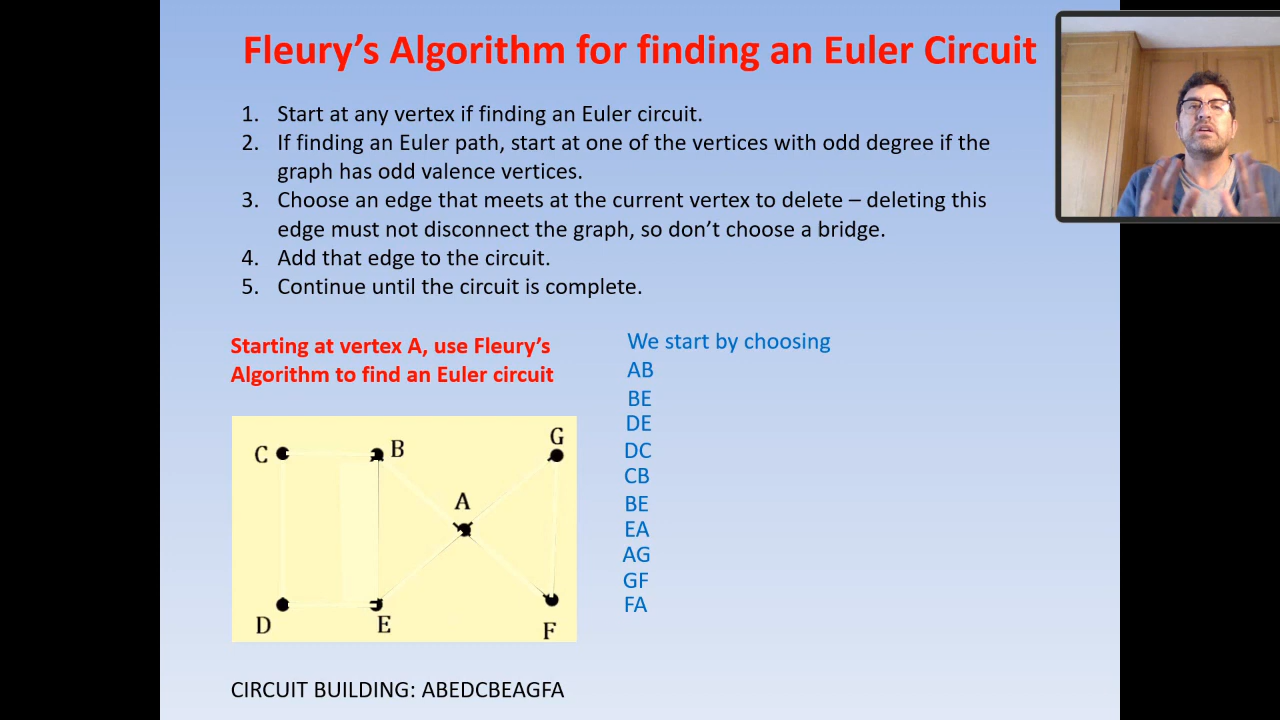 Fleury's Algorithm for finding an Euler Circuit
1. Start at any vertex if finding an Euler circuit.
2. If finding an Euler path, start at one of the vertices with odd degree if the
graph has odd valence vertices.
3. Choose an edge that meets at the current vertex to delete – deleting this
edge must not disconnect the graph, so don't choose a bridge.
4. Add that edge to the circuit.
5. Continue until the circuit is complete.
Starting at vertex A, use Fleury's
Algorithm to find an Euler circuit
We start by choosing
AB
BE
DE
DC
CB
BE
EA
AG
GF
FA
C
B
G
A
D
E
F
CIRCUIT BUILDING: ABEDCBEAGFA